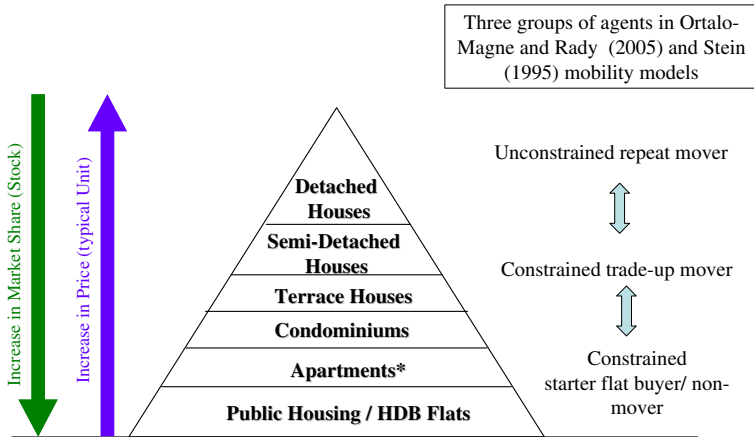 Three groups of agents in Ortalo-
Magne and Rady (2005) and Stein
(1995) mobility models
Increase in Market Share (Stock)
Increase in Price (typical Unit)
Detached
Houses
Semi-Detached
Houses
Terrace Houses
Condominiums
Apartments*
Public Housing / HDB Flats
Unconstrained repeat mover
Constrained trade-up mover
Constrained
starter flat buyer/ non-
mover